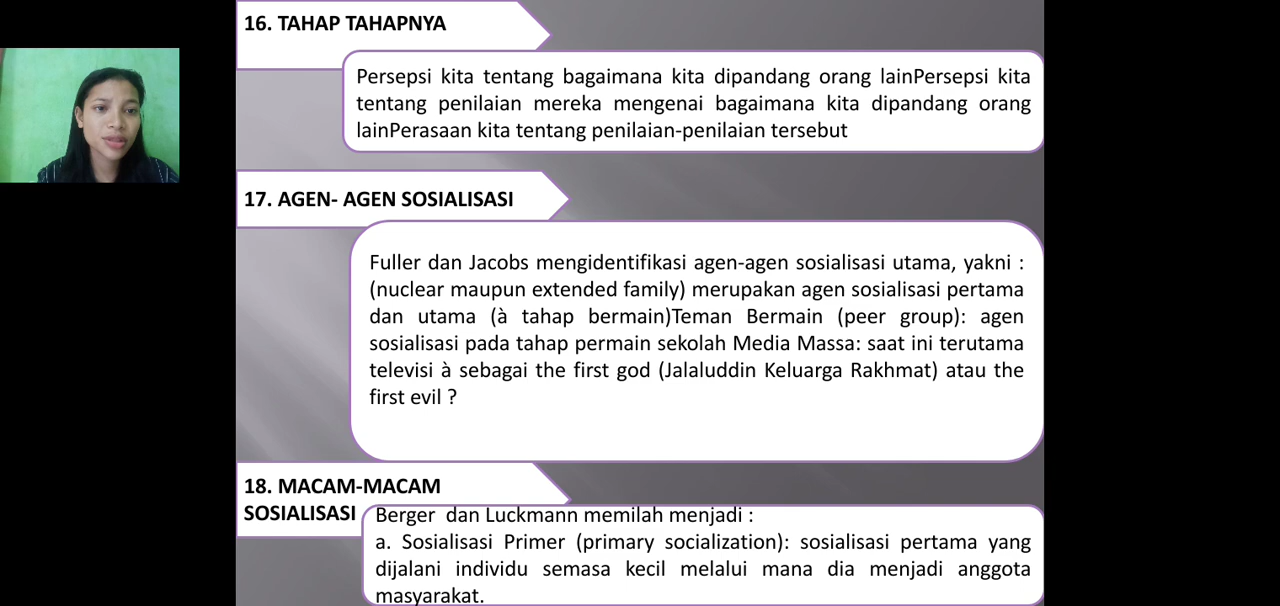 16. TAHAP TAHAPNYA
Persepsi kita tentang bagaimana kita dipandang orang lainPersepsi kita
tentang penilaian mereka mengenai bagaimana kita dipandang orang
lainPerasaan kita tentang penilaian-penilaian tersebut
17. AGEN- AGEN SOSIALISASI
Fuller dan Jacobs mengidentifikasi agen-agen sosialisasi utama, yakni :
(nuclear maupun extended family) merupakan agen sosialisasi pertama
dan utama (à tahap bermain)Teman Bermain (peer group): agen
sosialisasi pada tahap permain sekolah Media Massa: saat ini terutama
televisi à sebagai the first god (Jalaluddin Keluarga Rakhmat) atau the
first evil ?
18. MACAM-MACAM
SOSIALISASI
Berger  dan Luckmann memilah menjadi :
a. Sosialisasi Primer (primary socialization): sosialisasi pertama yang
dijalani individu semasa kecil melalui mana dia menjadi anggota
masyarakat.